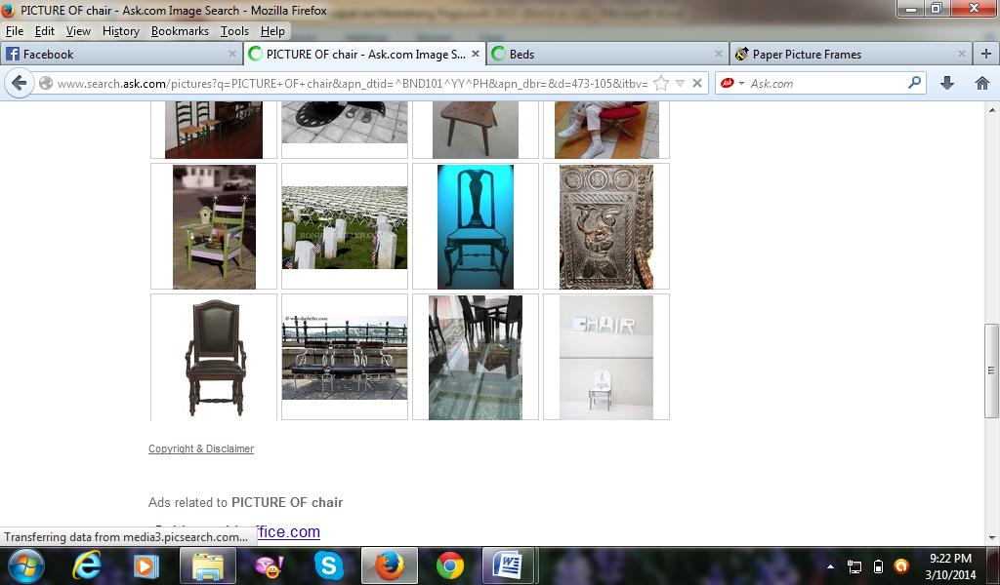 PICTURE OF chair - Ask.com Image Search - Mozilla Firefox
File Edit View History Bookmarks Tools Help
Facebook
PICTURE OF chair - Ask.com Image S...
Beds
Paper Picture Frames
www.search.ask.com/pictures?q=PICTURE+OF+chair&apn_dtid=^BND101^YY^PH&apn_dbr=&d=473-105&itbv=
Ask Ask.com
CHAIR
Copyright & Disclaimer
Ads related to PICTURE OF chair
ffice.com
Transferring data from media3.picsearch.com...
9:22 PM
3/10/2014